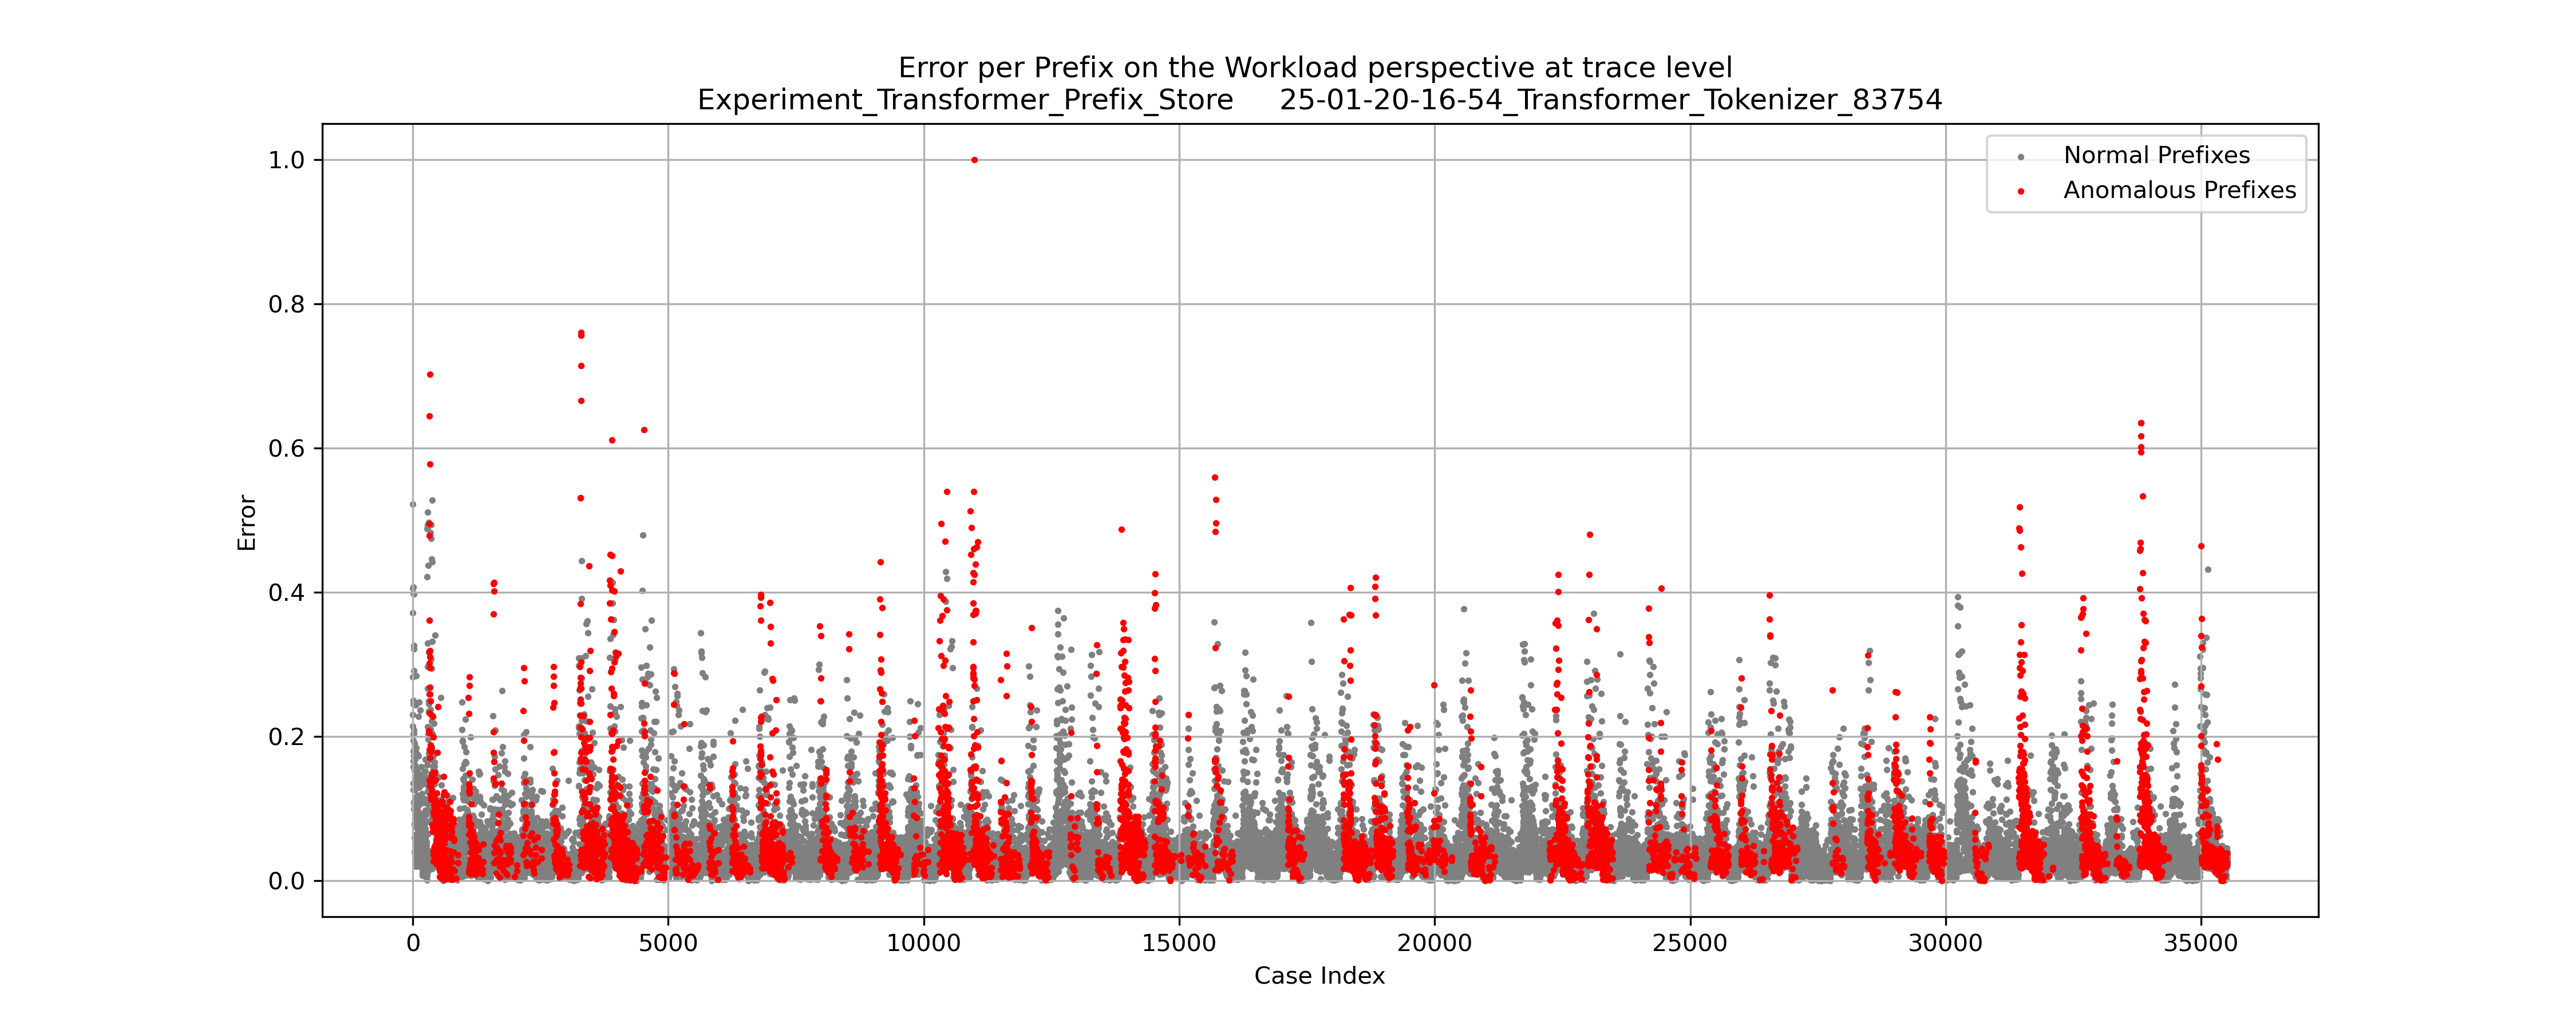 Error per Prefix on the Workload perspective at trace level
Experiment_Transformer_Prefix_Store 25-01-20-16-54_Transformer_Tokenizer_83754
Normal Prefixes
Anomalous Prefixes
1.0
0.8
0.6
0.4
0.2
0.0
Error
0 5000 10000 15000 20000 25000 30000 35000
Case Index